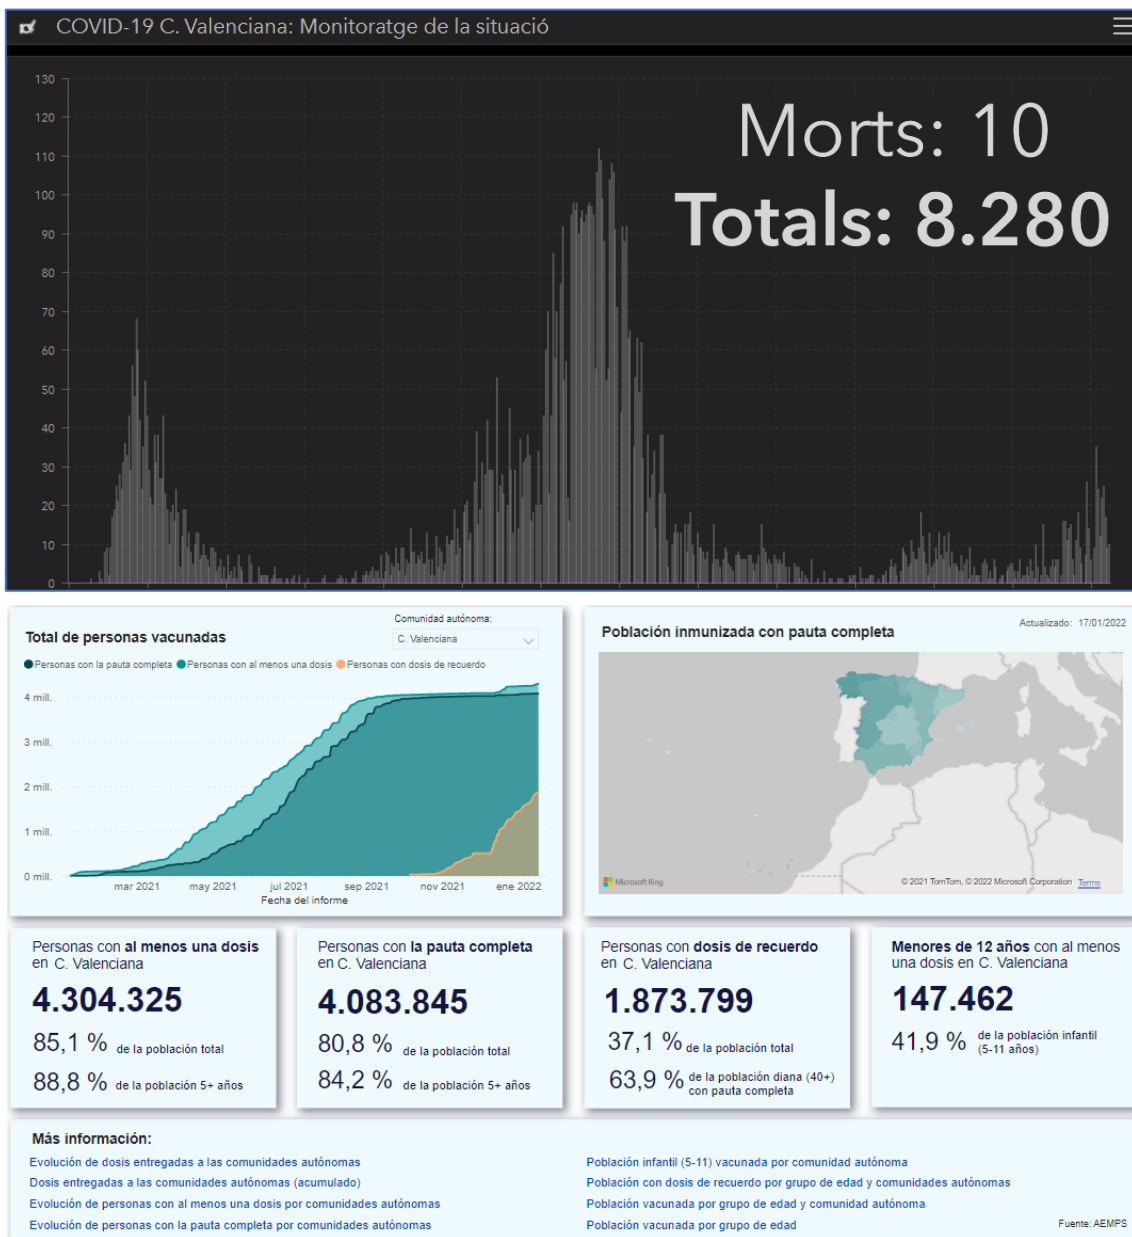 COVID-19 C. Valenciana: Monitoratge de la situació
130
120
110
100
90
80
70
60
50
40
30
20
10
0
Morts: 10
Totals: 8.280
Total de personas vacunadas
Comunidad autónoma:
C. Valenciana
Personas con la pauta completa Personas con al menos una dosis Personas con dosis de recuerdo
4 mill.
3 mill.
2 mill.
1 mill.
0 mill.
mar 2021 may 2021 jul 2021 sep 2021 nov 2021 ene 2022
Fecha del informe
Población inmunizada con pauta completa
Actualizado: 17/01/2022
Microsoft Bing
© 2021 TomTom, © 2022 Microsoft Corporation Terms
Personas con al menos una dosis
en C. Valenciana
4.304.325
85,1 % de la población total
88,8 % de la población 5+ años
Personas con la pauta completa
en C. Valenciana
4.083.845
80,8 % de la población total
84,2 % de la población 5+ años
Personas con dosis de recuerdo
en C. Valenciana
1.873.799
37,1 % de la población total
63,9 % de la población diana (40+)
con pauta completa
Menores de 12 años con al menos
una dosis en C. Valenciana
147.462
41,9 % de la población infantil
(5-11 años)
Más información:
Evolución de dosis entregadas a las comunidades autónomas
Dosis entregadas a las comunidades autónomas (acumulado)
Evolución de personas con al menos una dosis por comunidades autónomas
Evolución de personas con la pauta completa por comunidades autónomas
Población infantil (5-11) vacunada por comunidad autónoma
Población con dosis de recuerdo por grupo de edad y comunidades autónomas
Población vacunada por grupo de edad y comunidad autónoma
Población vacunada por grupo de edad
Fuente: AEMPS